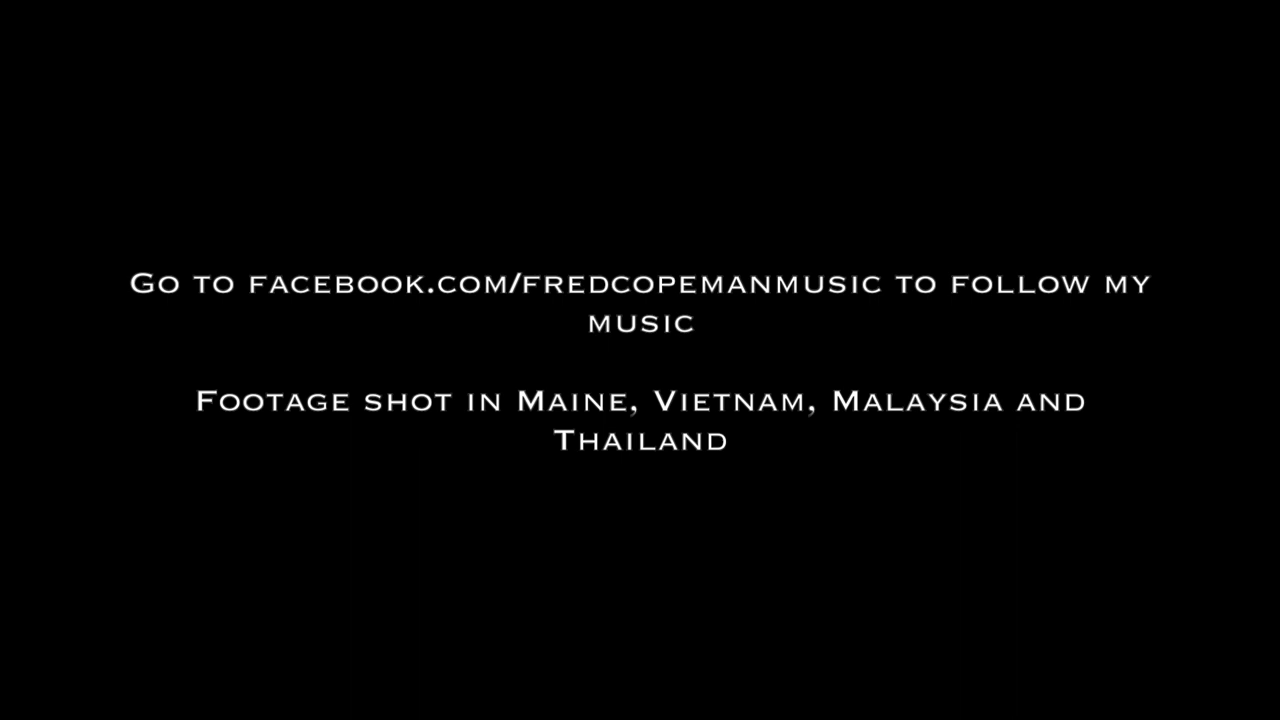 Go to facebook.com/fredcopemanmusic to follow my
music
Footage shot in Maine, Vietnam, Malaysia and
Thailand